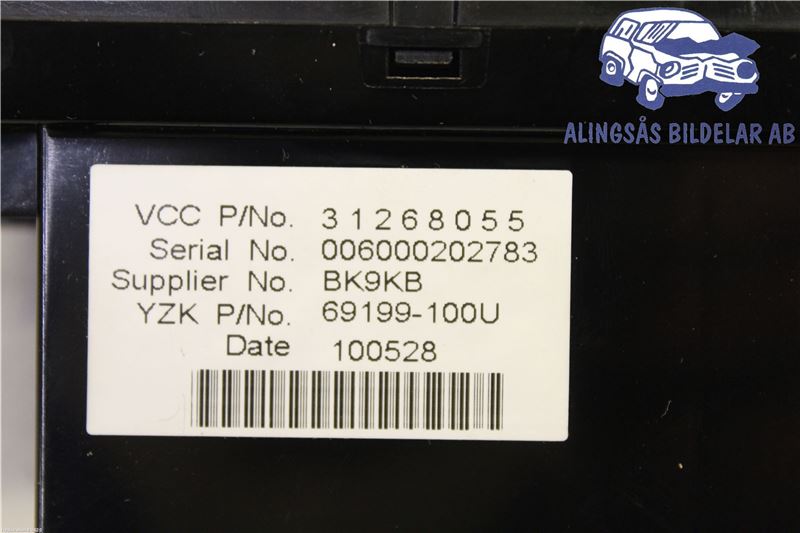 ALINGSÅS BILDELAR AB
VCC P/No. 31268055
Serial No. 006000202783
Supplier No. BK9KB
YZK P/No. 69199-100U
Date 100528